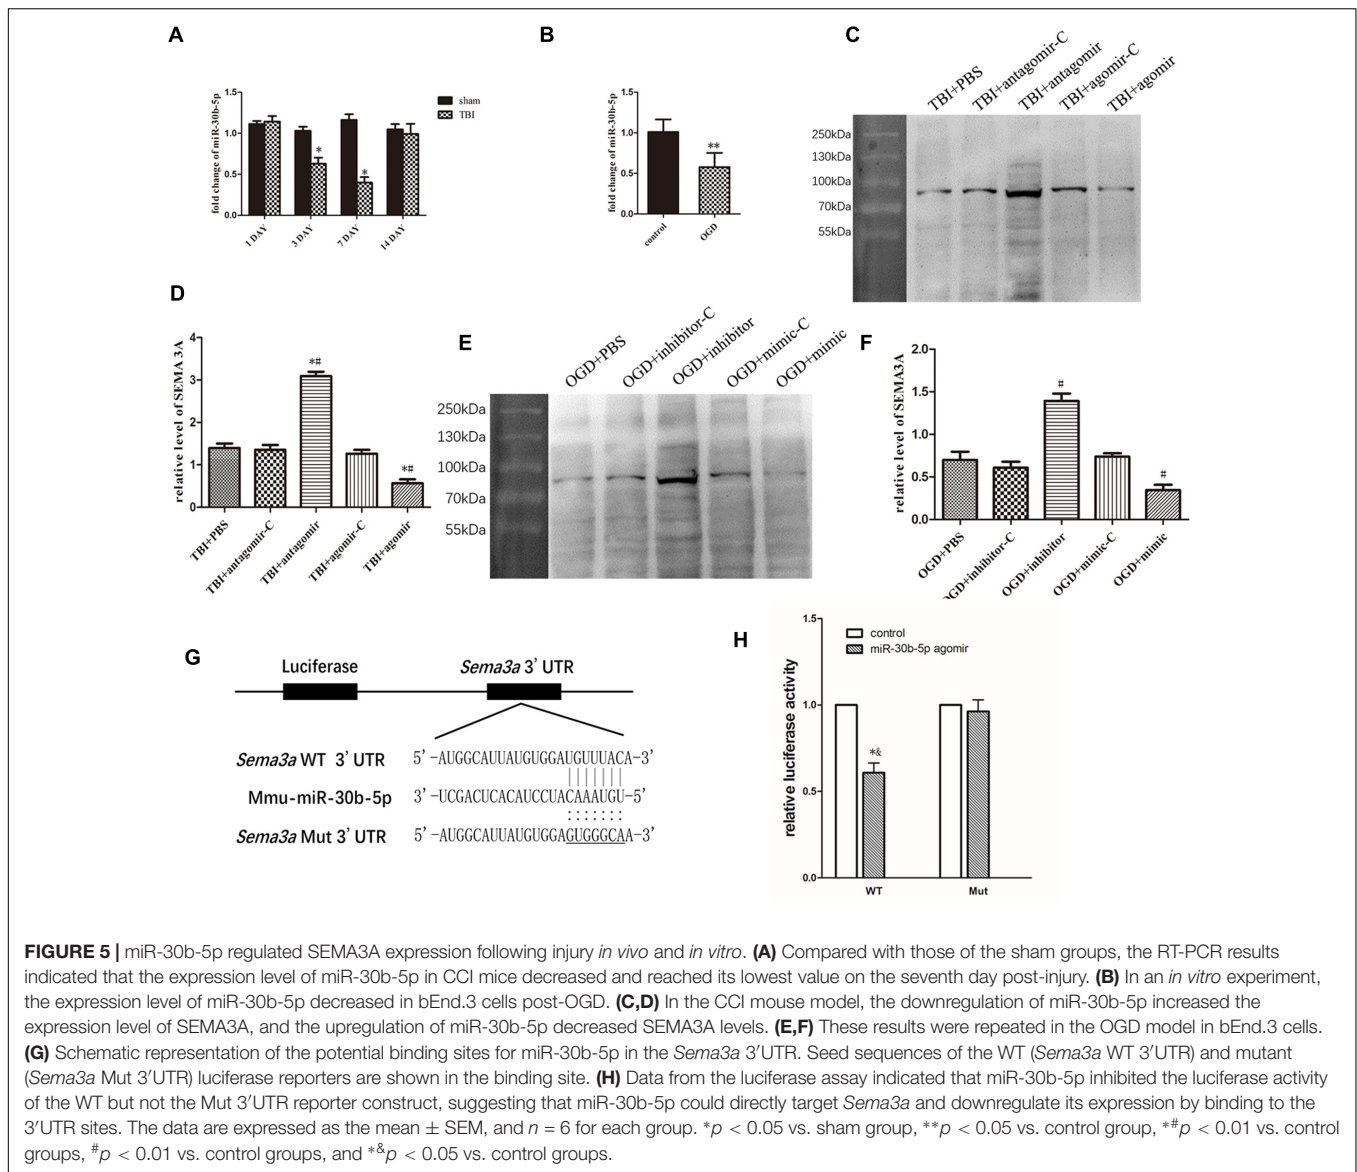 A
fold change of miR-30b-5p
1.5
1.0
0.5
0.0
1 DAY
3 DAY
7 DAY
14 DAY
sham
TBI
*
*
B
fold change of miR-30b-5p
1.5
1.0
0.5
0.0
**
control
OGD
C
TBI+PBS
TBI+antagomir-C
TBI+antagomir
TBI+agomir-C
TBI+agomir
250kDa
130kDa
100kDa
70kDa
55kDa
D
relative level of SEMA 3A
4
3
2
1
0
*#
*#
TBI+PBS
TBI+antagomir-C
TBI+antagomir
TBI+agomir-C
TBI+agomir
E
OGD+PBS
OGD+inhibitor-C
OGD+inhibitor
OGD+mimic-C
OGD+mimic
250kDa
130kDa
100kDa
70kDa
55kDa
F
relative level of SEMA3A
2.0
1.5
1.0
0.5
0.0
#
#
OGD+PBS
OGD+inhibitor-C
OGD+inhibitor
OGD+mimic-C
OGD+mimic
G
Luciferase
Sema3a 3' UTR
Sema3a WT 3' UTR 5' -AUGGCAUUAUGUGGAUGUUUACA-3'
Mmu-miR-30b-5p 3' -UCGACUCACAUCCUACAAAUGU-5'
Sema3a Mut 3' UTR 5' -AUGGCAUUAUGUGGAGUGGGCAA-3'
H
relative luciferase activity
1.5
1.0
0.5
0.0
control
miR-30b-5p agomir
*&
WT
Mut
FIGURE 5 | miR-30b-5p regulated SEMA3A expression following injury in vivo and in vitro. (A) Compared with those of the sham groups, the RT-PCR results
indicated that the expression level of miR-30b-5p in CCI mice decreased and reached its lowest value on the seventh day post-injury. (B) In an in vitro experiment,
the expression level of miR-30b-5p decreased in bEnd.3 cells post-OGD. (C,D) In the CCI mouse model, the downregulation of miR-30b-5p increased the
expression level of SEMA3A, and the upregulation of miR-30b-5p decreased SEMA3A levels. (E,F) These results were repeated in the OGD model in bEnd.3 cells.
(G) Schematic representation of the potential binding sites for miR-30b-5p in the Sema3a 3′UTR. Seed sequences of the WT (Sema3a WT 3′UTR) and mutant
(Sema3a Mut 3′UTR) luciferase reporters are shown in the binding site. (H) Data from the luciferase assay indicated that miR-30b-5p inhibited the luciferase activity
of the WT but not the Mut 3′UTR reporter construct, suggesting that miR-30b-5p could directly target Sema3a and downregulate its expression by binding to the
3′UTR sites. The data are expressed as the mean ± SEM, and n = 6 for each group. *p < 0.05 vs. sham group, **p < 0.05 vs. control group, *#p < 0.01 vs. control
groups, #p < 0.01 vs. control groups, and *&p < 0.05 vs. control groups.